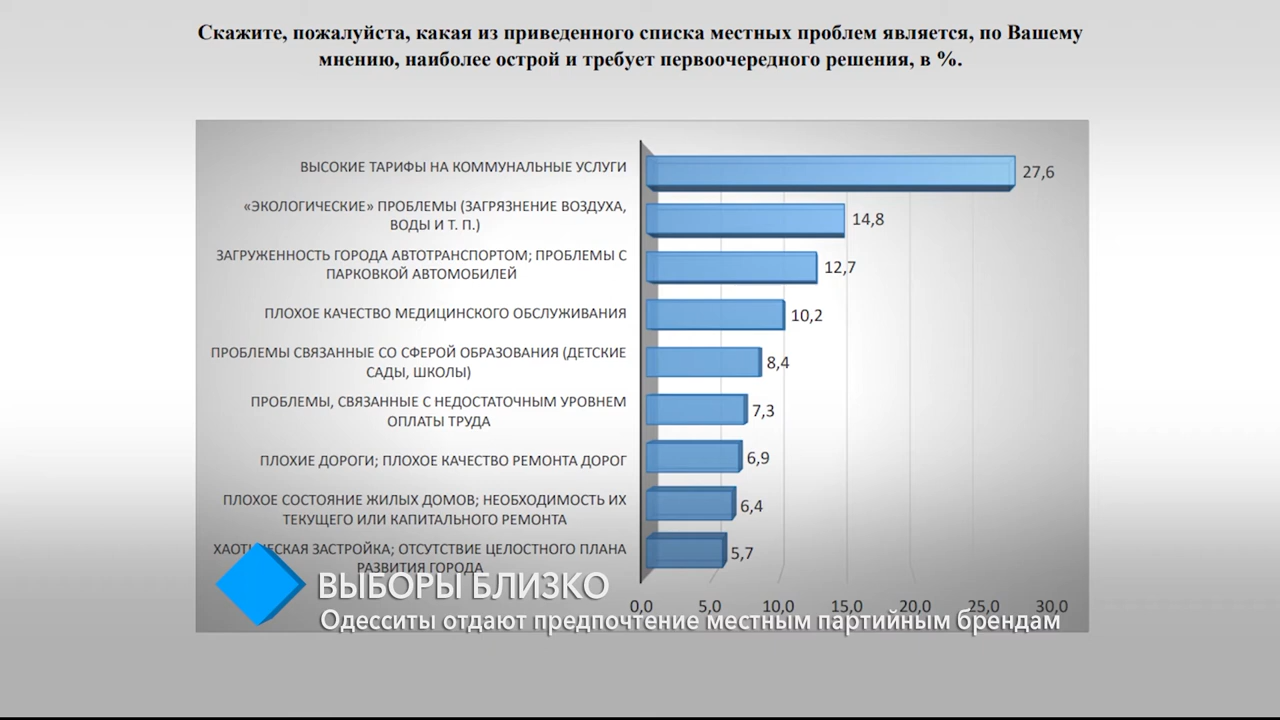 Скажите, пожалуйста, какая из приведенного списка местных проблем является, по Вашему
мнению, наиболее острой и требует первоочередного решения, в %.
ВЫСОКИЕ ТАРИФЫ НА КОММУНАЛЬНЫЕ УСЛУГИ
27,6
«ЭКОЛОГИЧЕСКИЕ» ПРОБЛЕМЫ (ЗАГРЯЗНЕНИЕ ВОЗДУХА,
ВОДЫ И Т. П.)
14,8
ЗАГРУЖЕННОСТЬ ГОРОДА АВТОТРАНСПОРТОМ; ПРОБЛЕМЫ С
ПАРКОВКОЙ АВТОМОБИЛЕЙ
12,7
ПЛОХОЕ КАЧЕСТВО МЕДИЦИНСКОГО ОБСЛУЖИВАНИЯ
10,2
ПРОБЛЕМЫ СВЯЗАННЫЕ СО СФЕРОЙ ОБРАЗОВАНИЯ (ДЕТСКИЕ
САДЫ, ШКОЛЫ)
8,4
ПРОБЛЕМЫ, СВЯЗАННЫЕ С НЕДОСТАТОЧНЫМ УРОВНЕМ
ОПЛАТЫ ТРУДА
7,3
ПЛОХИЕ ДОРОГИ; ПЛОХОЕ КАЧЕСТВО РЕМОНТА ДОРОГ
6,9
ПЛОХОЕ СОСТОЯНИЕ ЖИЛЫХ ДОМОВ; НЕОБХОДИМОСТЬ ИХ
ТЕКУЩЕГО ИЛИ КАПИТАЛЬНОГО РЕМОНТА
6,4
ЗАСТРОЙКА; ОТСУТСТВИЕ ЦЕЛОСТНОГО ПЛАНА
РАЗВИТИЯ ГОРОДА
5,7
0,0 5,0 10,0 15,0 20,0 25,0 30,0
ВЫБОРЫ БЛИЗКО
Одесситы отдают предпочтение местным партийным брендам